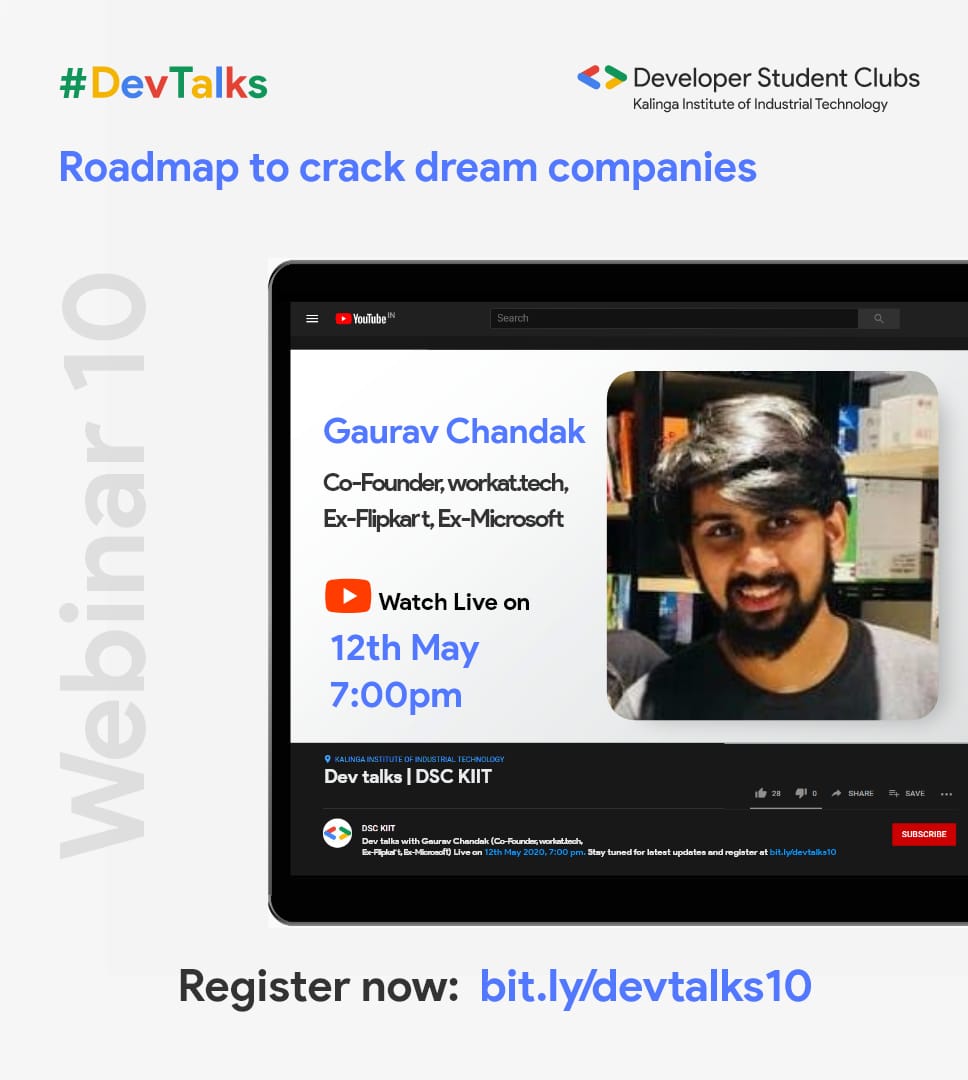 #DevTalks
Developer Student Clubs
Kalinga Institute of Industrial Technology
Roadmap to crack dream companies
Webinar 10
YouTube IN
Search
Gaurav Chandak
Co-Founder, workat.tech,
Ex-Flipkart, Ex-Microsoft
Watch Live on
12th May
7:00pm
KALINGA INSTITUTE OF INDUSTRIAL TECHNOLOGY
Dev talks | DSC KIIT
28 0 SHARE SAVE
DSC KIIT
Dev talks with Gaurav Chandak (Co-Founder, workat.tech,
Ex-Flipkart, Ex-Microsoft) Live on 12th May 2020, 7:00 pm. Stay tuned for latest updates and register at bit.ly/devtalks10
SUBSCRIBE
Register now: bit.ly/devtalks10